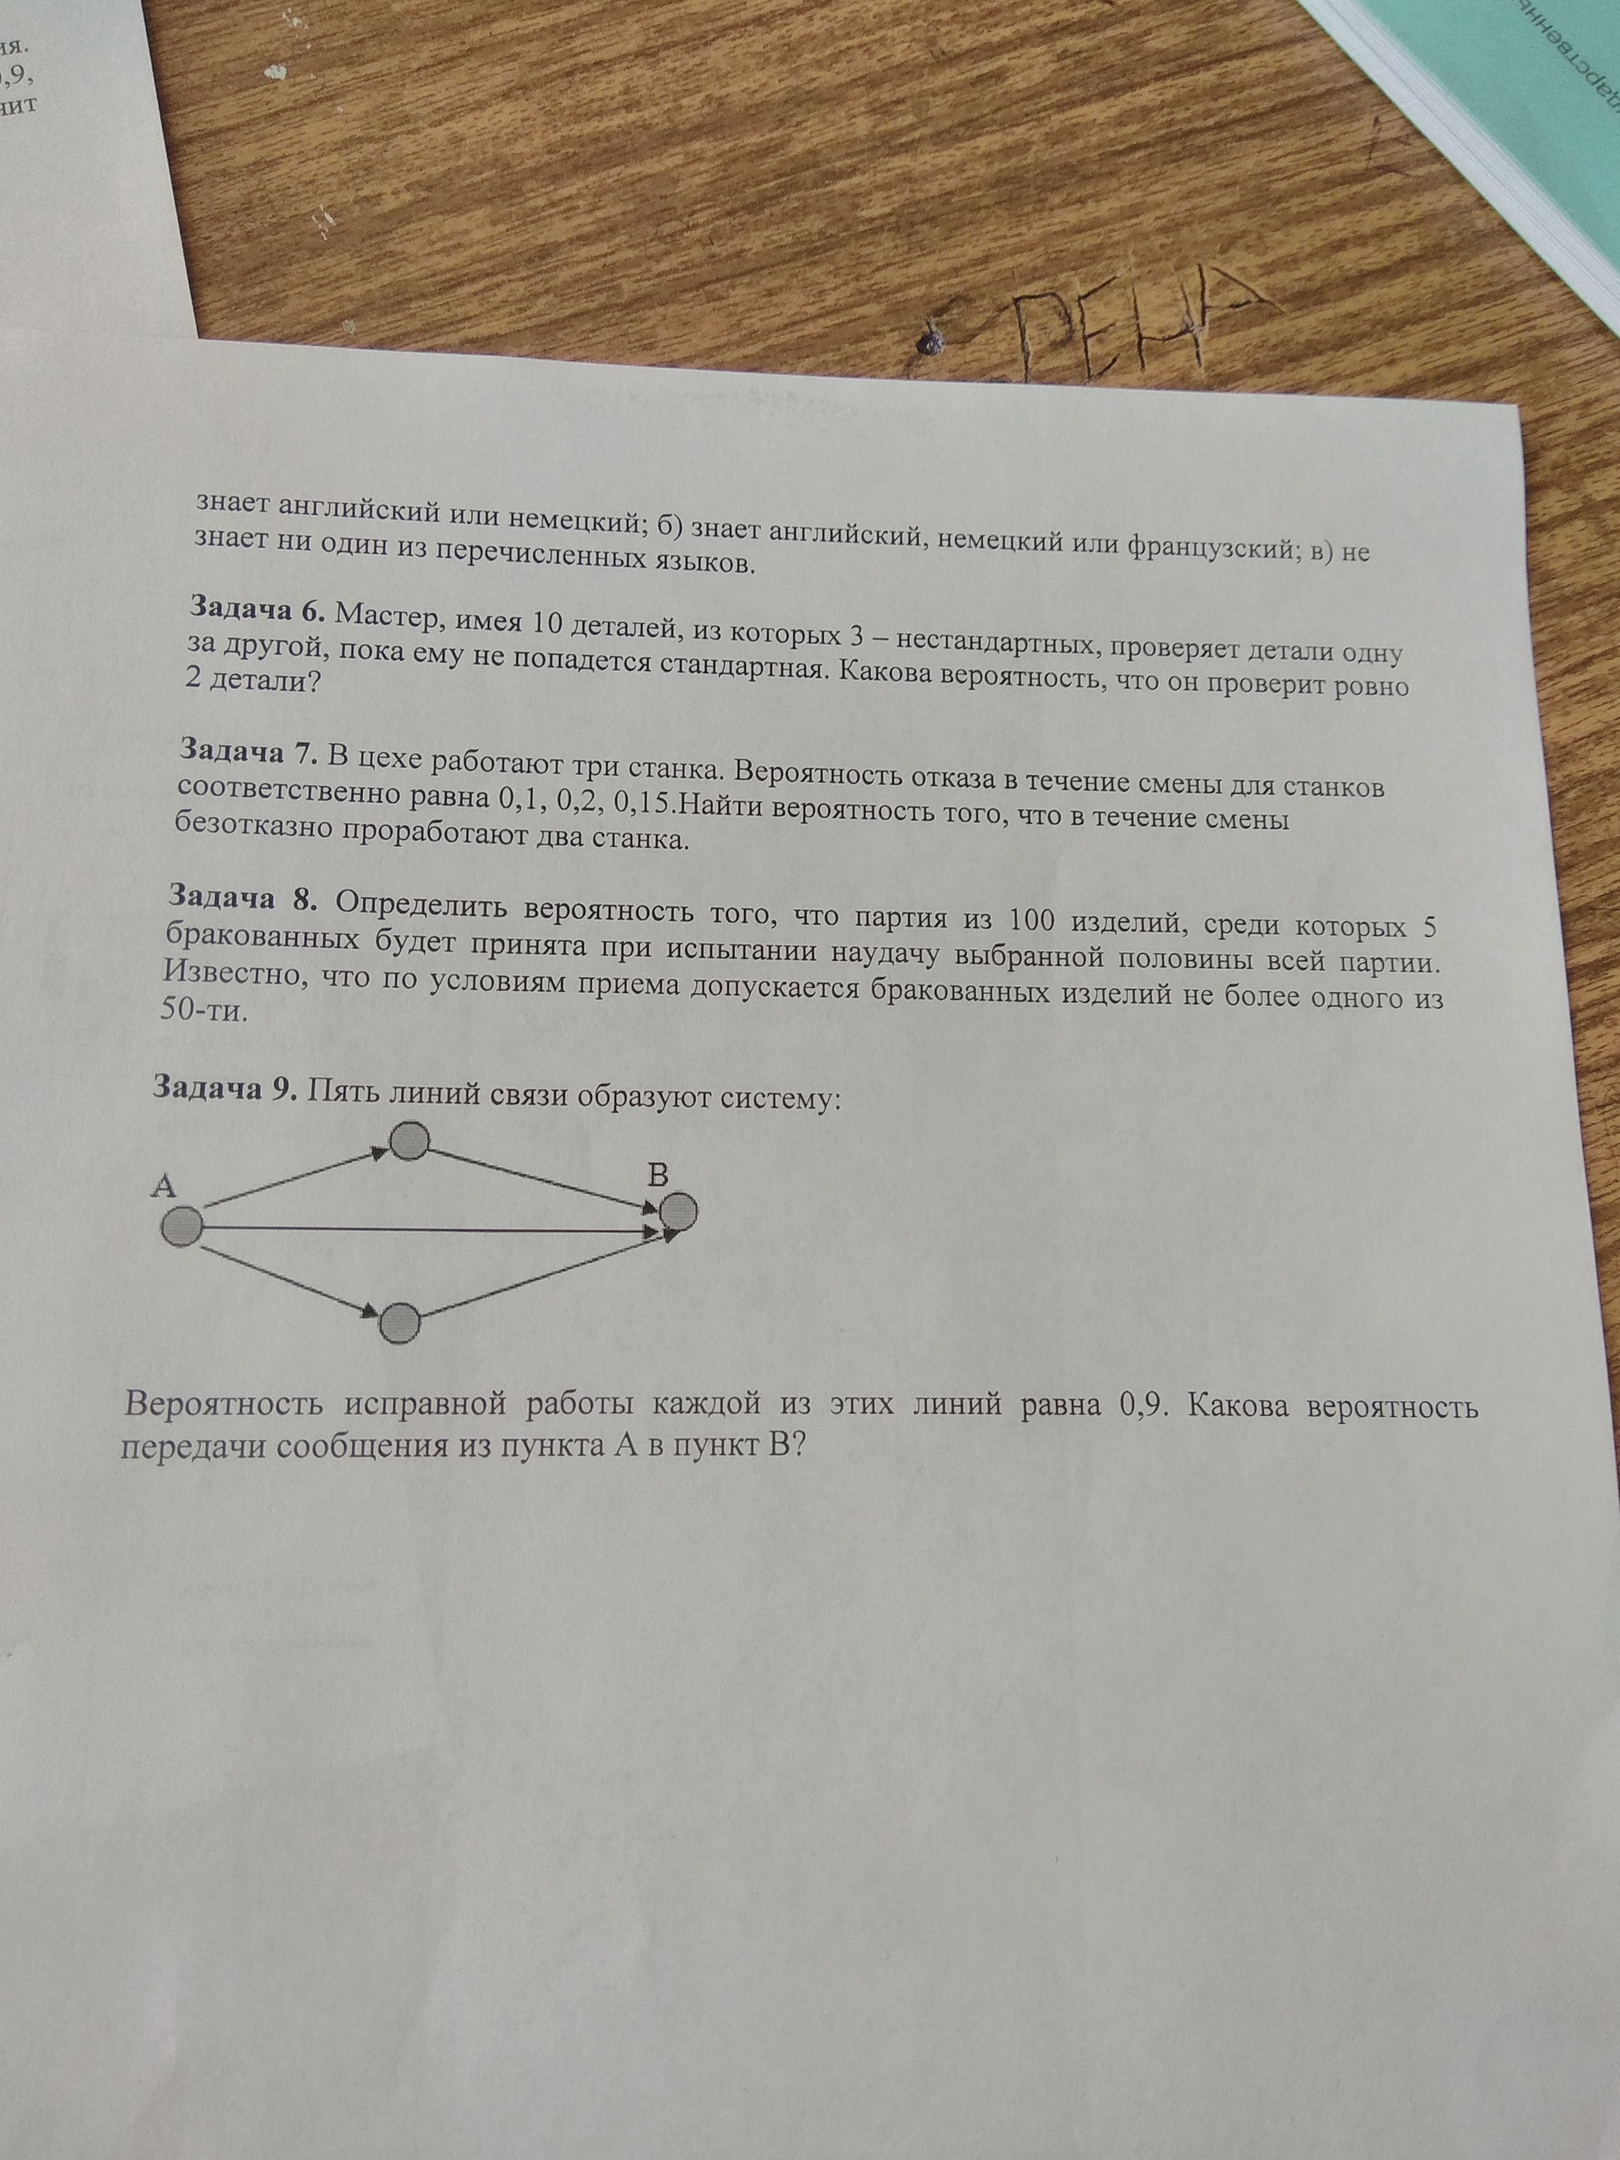 ия.
0,9,
чит
РЕНА
знает английский или немецкий; б) знает английский, немецкий или французский; в) не
знает ни один из перечисленных языков.
Задача 6. Мастер, имея 10 деталей, из которых 3 – нестандартных, проверяет детали одну
за другой, пока ему не попадется стандартная. Какова вероятность, что он проверит ровно
2 детали?
Задача 7. В цехе работают три станка. Вероятность отказа в течение смены для станков
соответственно равна 0,1, 0,2, 0,15.Найти вероятность того, что в течение смены
безотказно проработают два станка.
Задача 8. Определить вероятность того, что партия из 100 изделий, среди которых 5
бракованных будет принята при испытании наудачу выбранной половины всей партии.
Известно, что по условиям приема допускается бракованных изделий не более одного из
50-ти.
Задача 9. Пять линий связи образуют систему:
А
В
Вероятность исправной работы каждой из этих линий равна 0,9. Какова вероятность
передачи сообщения из пункта А в пункт В?